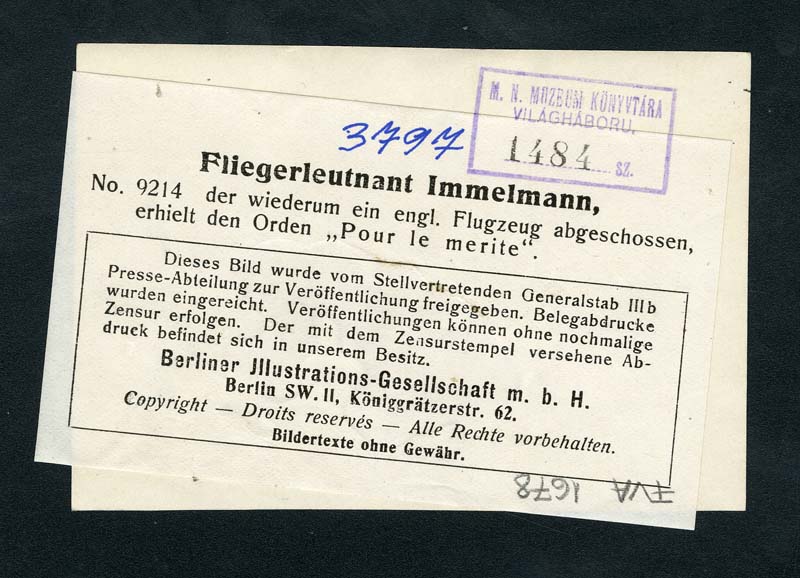 M. N. MUZEUM KÖNYVTÁRA
VILÁGHÁBORU.
1484 SZ.
3797
Fliegerleutnant Immelmann,
No. 9214 der wiederum ein engl. Flugzeug abgeschossen,
erhielt den Orden „Pour le merite“.
Dieses Bild wurde vom Stellvertretenden Generalstab III b
Presse-Abteilung zur Veröffentlichung freigegeben. Belegabdrucke
wurden eingereicht. Veröffentlichungen können ohne nochmalige
Zensur erfolgen. Der mit dem Zensurstempel versehene Ab-
druck befindet sich in unserem Besitz.
Berliner Jllustrations-Gesellschaft m. b. H.
Berlin SW. 11, Königgrätzerstr. 62.
Copyright — Droits reservés — Alle Rechte vorbehalten.
Bildertexte ohne Gewähr.
FVA 1678